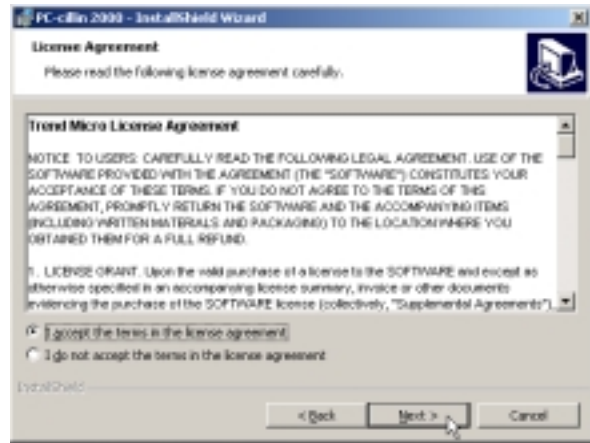 PC-cillin 2000 - InstallShield Wizard
License Agreement
Please read the following license agreement carefully.
Trend Micro License Agreement
NOTICE TO USERS: CAREFULLY READ THE FOLLOWING LEGAL AGREEMENT. USE OF THE
SOFTWARE PROVIDED WITH THE AGREEMENT (THE "SOFTWARE") CONSTITUTES YOUR
ACCEPTANCE OF THESE TERMS. IF YOU DO NOT AGREE TO THE TERMS OF THIS
AGREEMENT, PROMPTLY RETURN THE SOFTWARE AND THE ACCOMPANYING ITEMS
(INCLUDING WRITTEN MATERIALS AND PACKAGING) TO THE LOCATION WHERE YOU
OBTAINED THEM FOR A FULL REFUND.
1. LICENSE GRANT. Upon the valid purchase of a license to the SOFTWARE and except as
otherwise specified in an accompanying license summary, invoice or other documents
evidencing the purchase of the SOFTWARE license (collectively, "Supplemental Agreements"),
I accept the terms in the license agreement
I do not accept the terms in the license agreement
InstallShield
< Back Next > Cancel